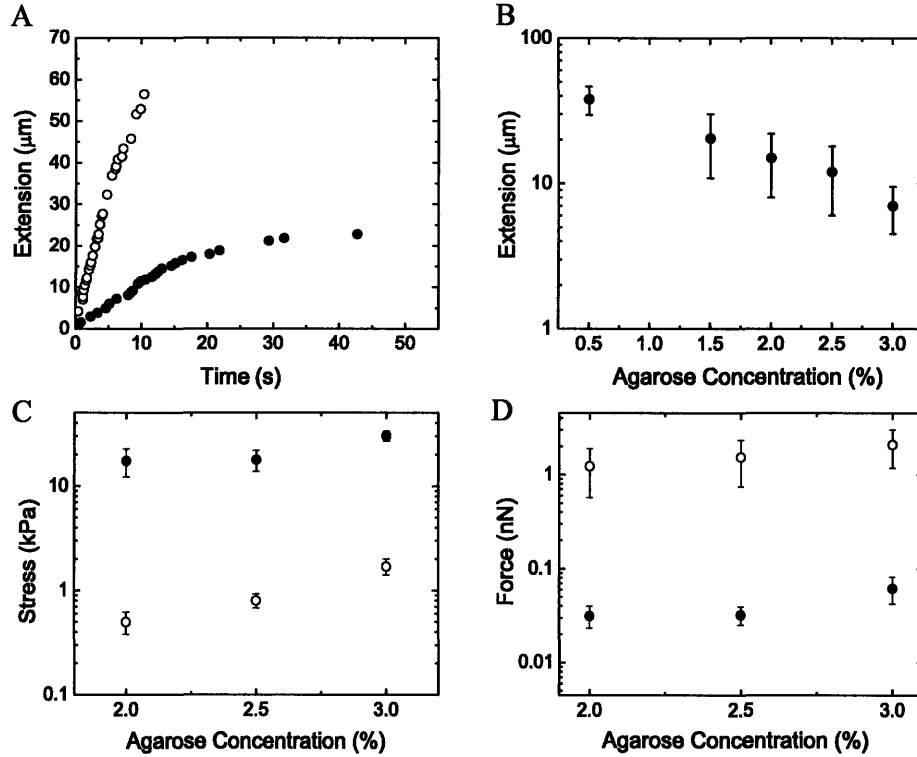 A
70
60
50
40
30
20
10
0
0 10 20 30 40 50
Extension (μm)
Time (s)
B
100
10
1
0.5 1.0 1.5 2.0 2.5 3.0
Extension (μm)
Agarose Concentration (%)
C
10
1
0.1
2.0 2.5 3.0
Stress (kPa)
Agarose Concentration (%)
D
1
0.1
0.01
2.0 2.5 3.0
Force (nN)
Agarose Concentration (%)